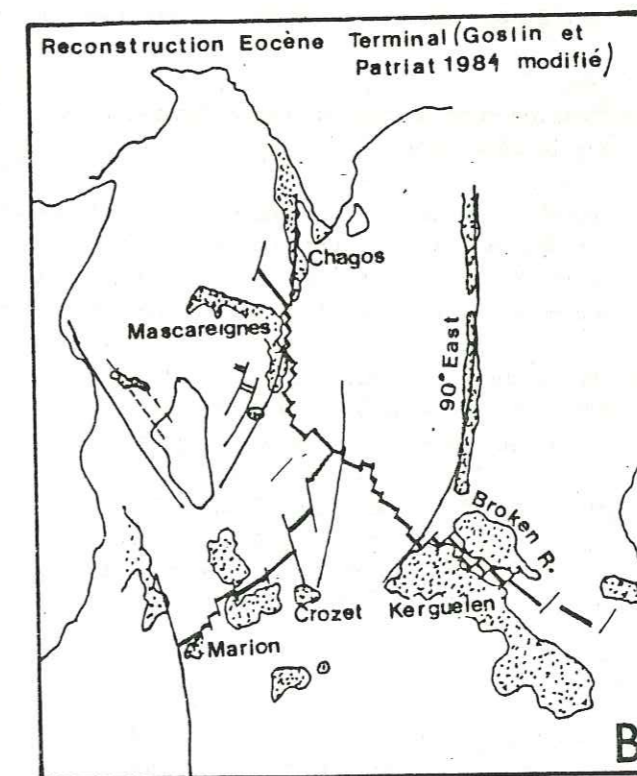 Reconstruction Eocène Terminal (Goslin et
Patriat 1984 modifié)
Chagos
Mascareignes
90° East
Broken R.
Crozet
Kerguelen
Marion
B